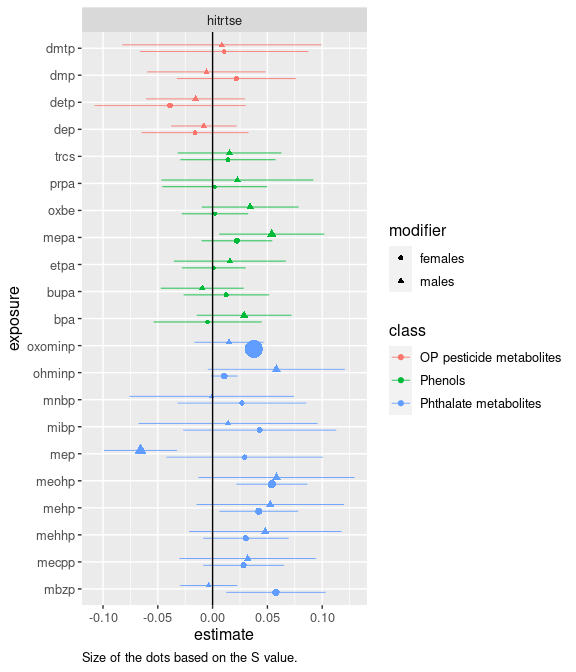 hitrtse
dmtp
dmp
detp
dep
trcs
prpa
oxbe
mepa
etpa
bupa
bpa
oxominp
ohminp
mnbp
mibp
mep
meohp
mehp
mehhp
mecpp
mbzp
exposure
-0.10 -0.05 0.00 0.05 0.10
estimate
Size of the dots based on the S value.
modifier
females
males
class
OP pesticide metabolites
Phenols
Phthalate metabolites